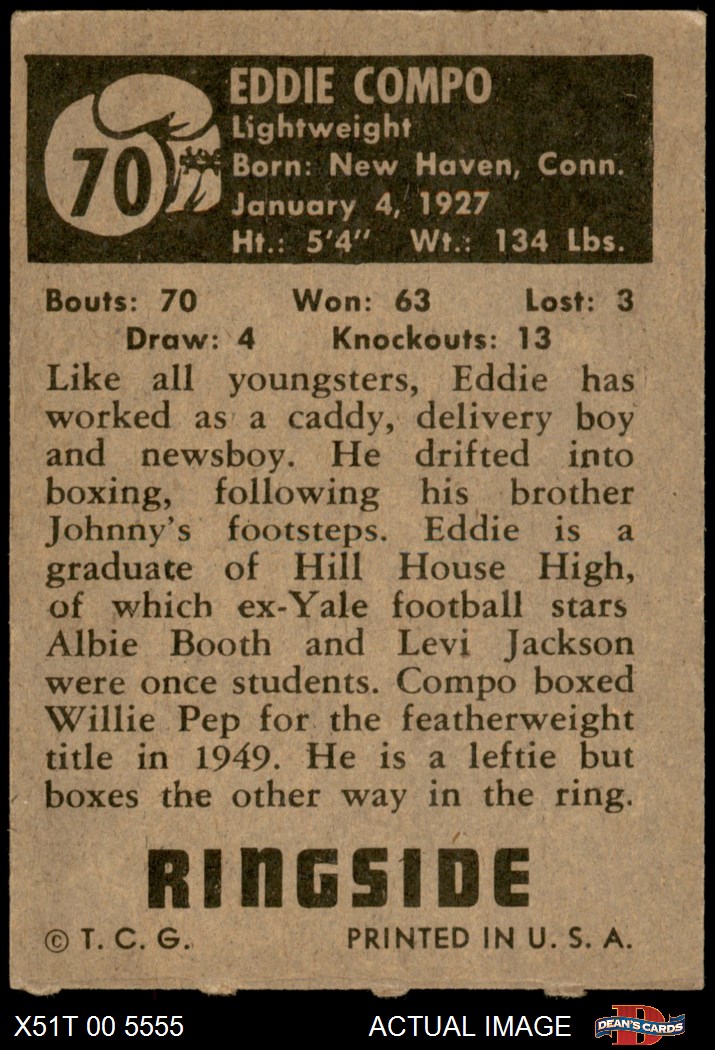 70
EDDIE COMPO
Lightweight
Born: New Haven, Conn.
January 4, 1927
Ht.: 5'4" Wt.: 134 Lbs.
Bouts: 70 Won: 63 Lost: 3
Draw: 4 Knockouts: 13
Like all youngsters, Eddie has
worked as a caddy, delivery boy
and newsboy. He drifted into
boxing, following his brother
Johnny's footsteps. Eddie is a
graduate of Hill House High,
of which ex-Yale football stars
Albie Booth and Levi Jackson
were once students. Compo boxed
Willie Pep for the featherweight
title in 1949. He is a leftie but
boxes the other way in the ring.
RINGSIDE
© T. C. G. PRINTED IN U. S. A.
X51T 00 5555 ACTUAL IMAGE D DEAN'S CARDS